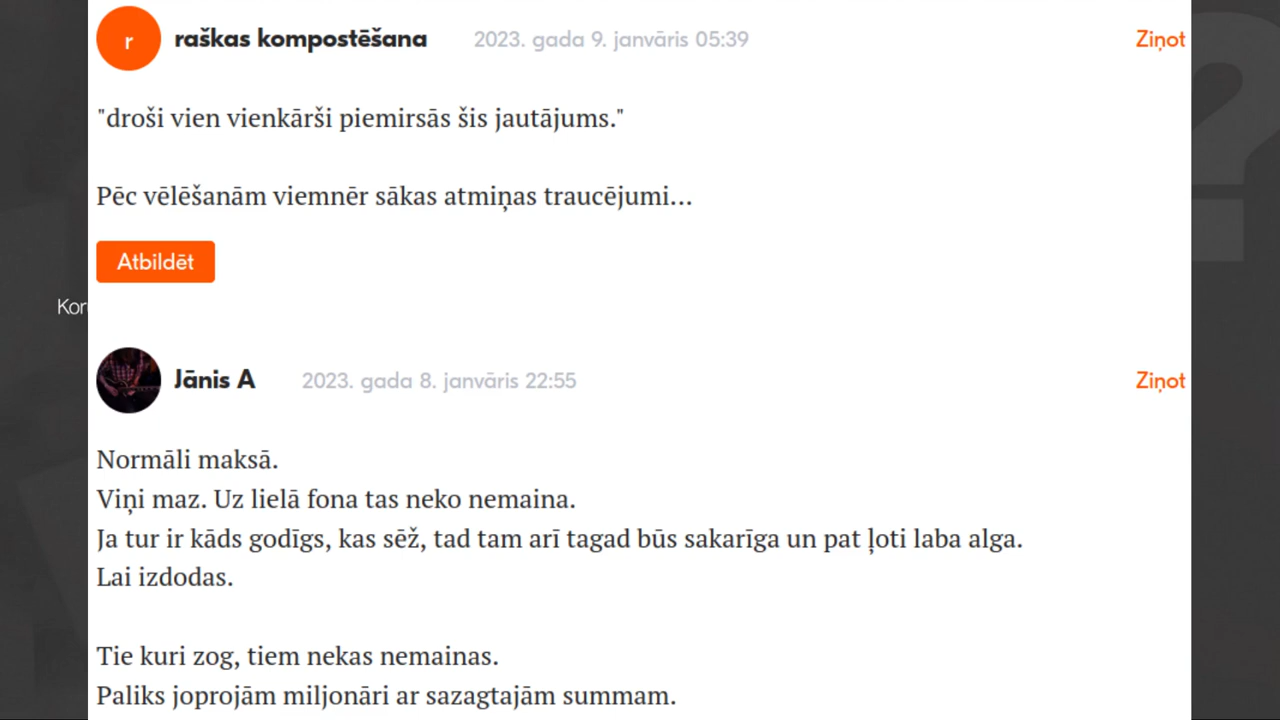 r
raškas kompostēšana 2023. gada 9. janvāris 05:39 Ziņot
"droši vien vienkārši piemirsās šis jautājums."
Pēc vēlēšanām viemnēr sākas atmiņas traucējumi...
Atbildēt
Jānis A 2023. gada 8. janvāris 22:55 Ziņot
Normāli maksā.
Viņi maz. Uz lielā fona tas neko nemaina.
Ja tur ir kāds godīgs, kas sēž, tad tam arī tagad būs sakarīga un pat ļoti laba alga.
Lai izdodas.
Tie kuri zog, tiem nekas nemainas.
Paliks joprojām miljonāri ar sazagtajām summam.